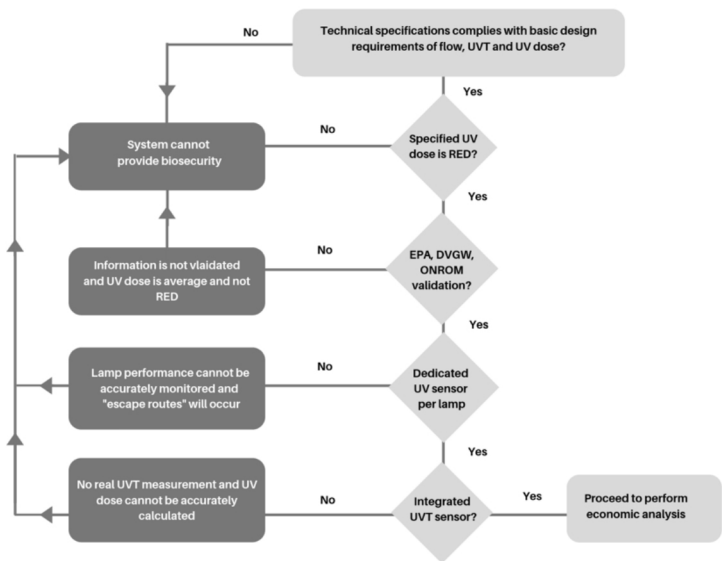 No
Technical specifications complies with basic design
requirements of flow, UVT and UV dose?
Yes
System cannot
provide biosecurity
No
Specified UV
dose is RED?
Yes
Information is not vlaidated
and UV dose is average and not
RED
No
EPA, DVGW,
ONROM
validation?
Yes
Lamp performance cannot be
accurately monitored and
"escape routes" will occur
No
Dedicated
UV sensor
per lamp
Yes
No real UVT measurement and UV
dose cannot be accurately
calculated
No
Integrated
UVT sensor?
Yes
Proceed to perform
economic analysis